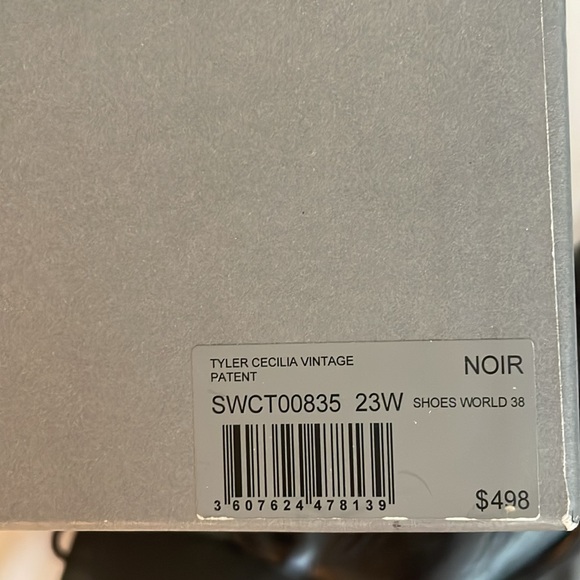 TYLER CECILIA VINTAGE
PATENT
NOIR
SWCT00835 23W SHOES WORLD 38
3 607624 478139
$498